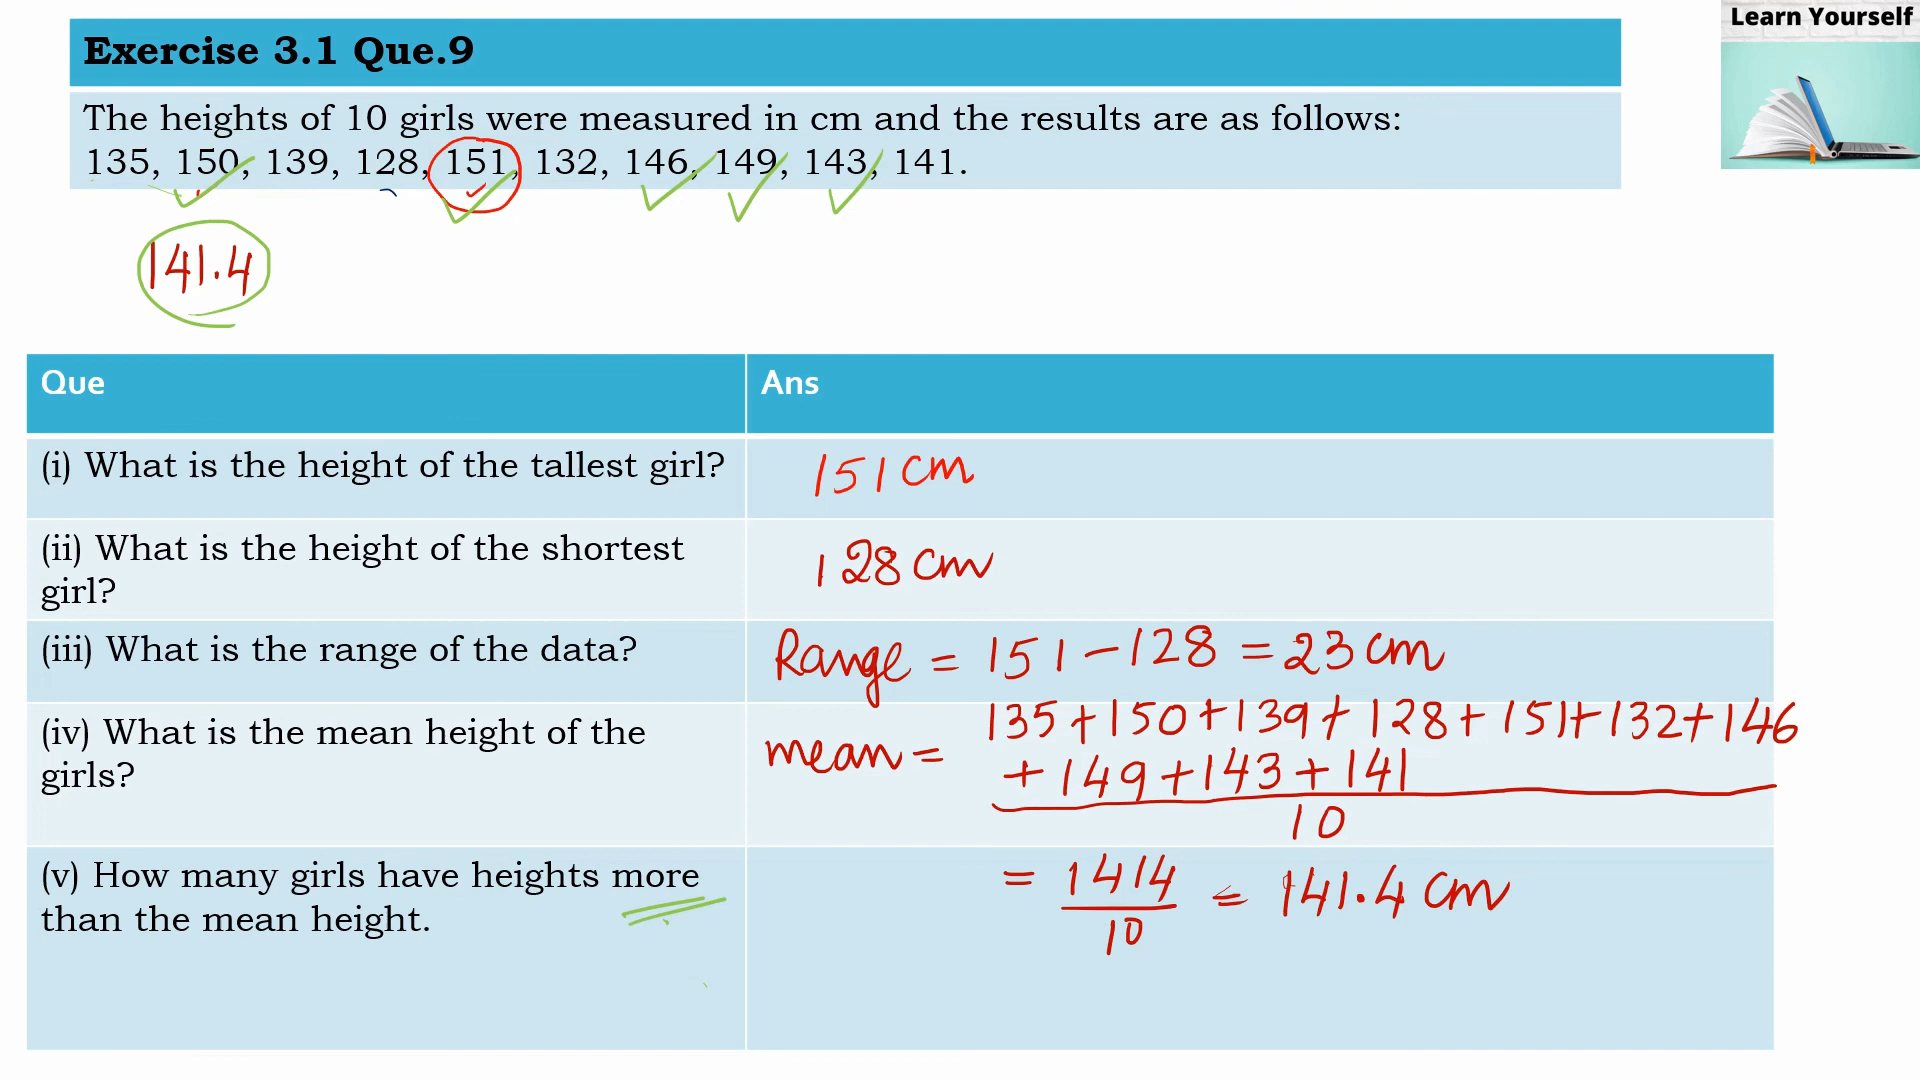 Learn Yourself
Exercise 3.1 Que.9
The heights of 10 girls were measured in cm and the results are as follows:
135, 150, 139, 128, 151, 132, 146, 149, 143, 141.
141.4
Que
Ans
(i) What is the height of the tallest girl?
151 cm
(ii) What is the height of the shortest
girl?
128 cm
(iii) What is the range of the data?
Range = 151 - 128 = 23 cm
(iv) What is the mean height of the
girls?
mean =
135 + 150 + 139 + 128 + 151 + 132 + 146
+ 149 + 143 + 141
10
(v) How many girls have heights more
than the mean height.
= 1414
10
= 141.4 cm